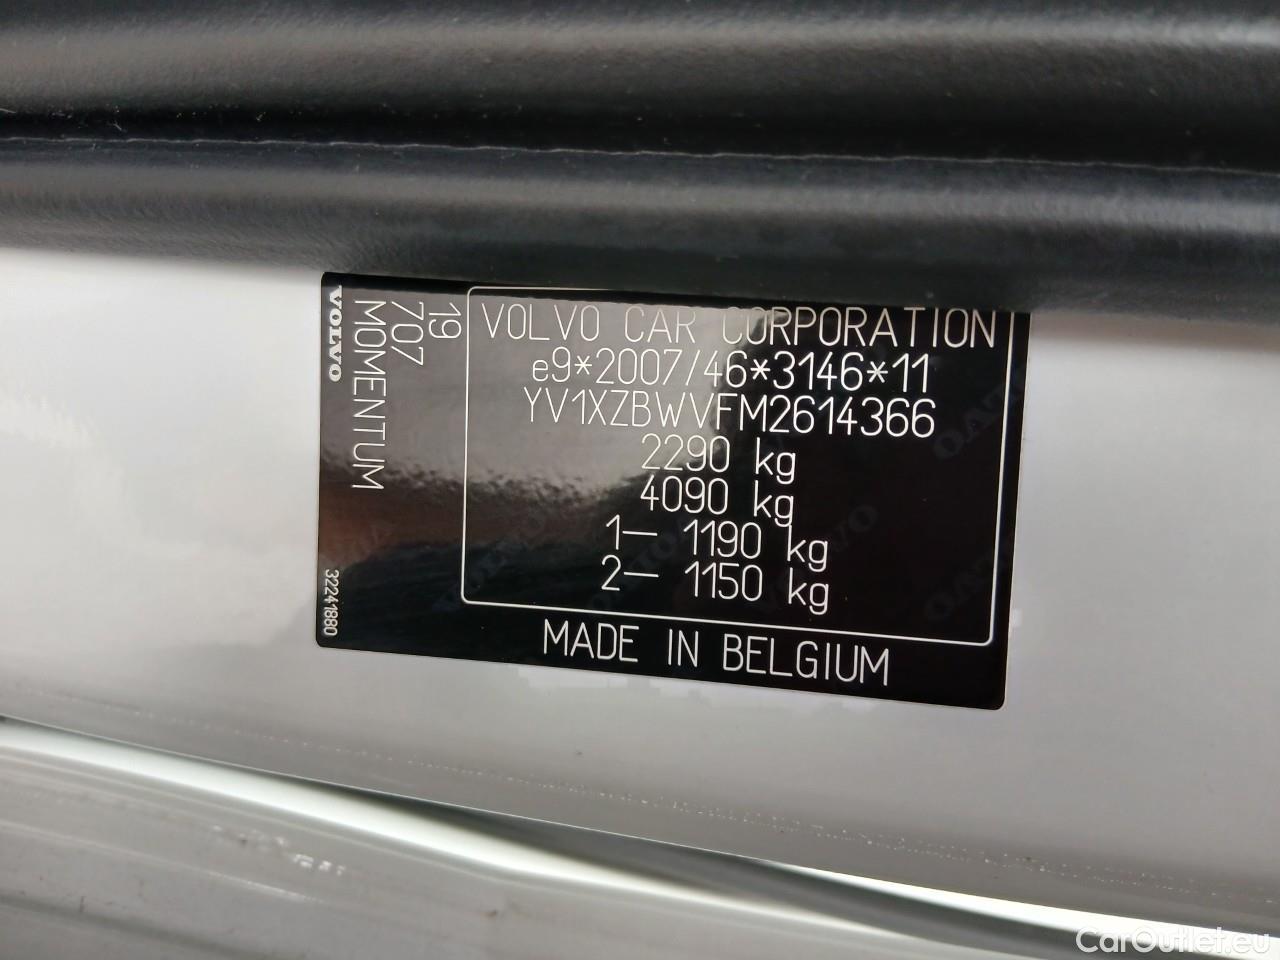 VOLVO CAR CORPORATION
e9*2007/46*3146*11
YV1XZBWVFM2614366
2290 kg
4090 kg
1— 1190 kg
2— 1150 kg
MADE IN BELGIUM
19
707
MOMENTUM
VOLVO
32241880
CarOutlet.eu